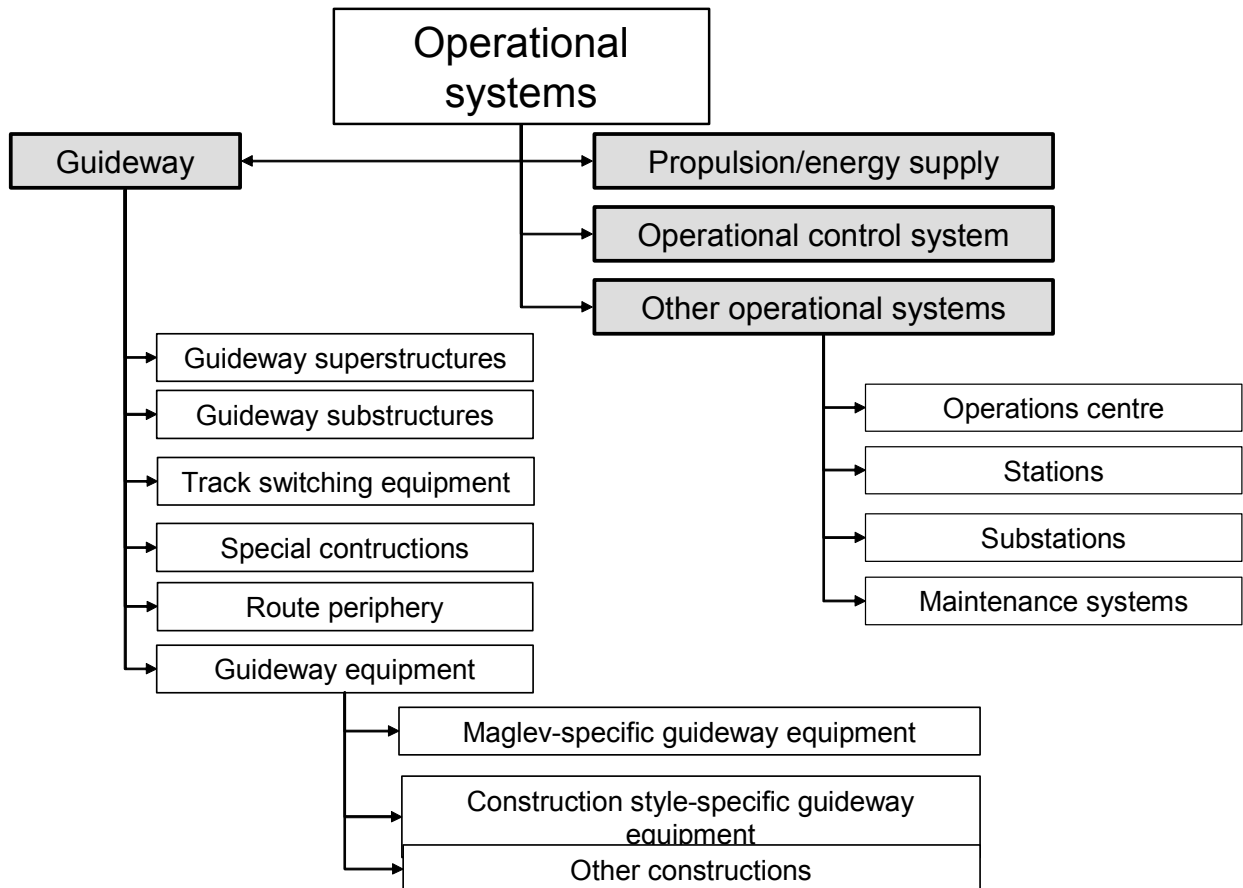 Operational
systems
Guideway
Propulsion/energy supply
Operational control system
Other operational systems
Guideway superstructures
Guideway substructures
Track switching equipment
Special contructions
Route periphery
Guideway equipment
Operations centre
Stations
Substations
Maintenance systems
Maglev-specific guideway equipment
Construction style-specific guideway
equipment
Other constructions